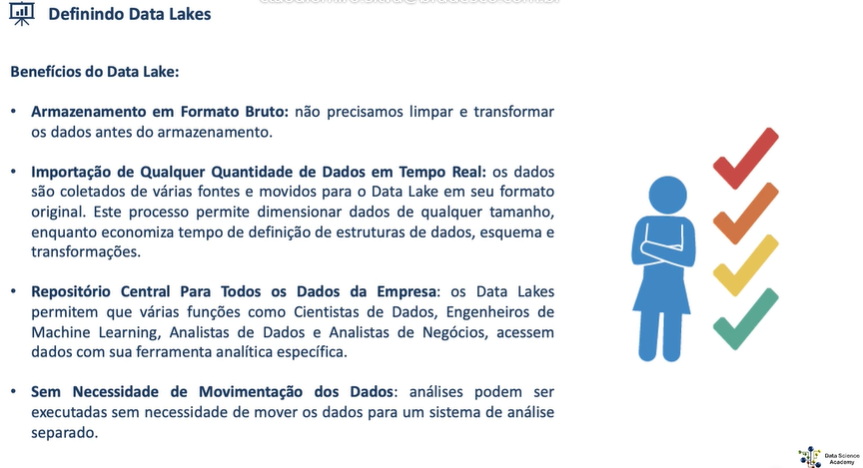 Definindo Data Lakes
Benefícios do Data Lake:
• Armazenamento em Formato Bruto: não precisamos limpar e transformar
os dados antes do armazenamento.
• Importação de Qualquer Quantidade de Dados em Tempo Real: os dados
são coletados de várias fontes e movidos para o Data Lake em seu formato
original. Este processo permite dimensionar dados de qualquer tamanho,
enquanto economiza tempo de definição de estruturas de dados, esquema e
transformações.
• Repositório Central Para Todos os Dados da Empresa: os Data Lakes
permitem que várias funções como Cientistas de Dados, Engenheiros de
Machine Learning, Analistas de Dados e Analistas de Negócios, acessem
dados com sua ferramenta analítica específica.
• Sem Necessidade de Movimentação dos Dados: análises podem ser
executadas sem necessidade de mover os dados para um sistema de análise
separado.
Data Science
Academy